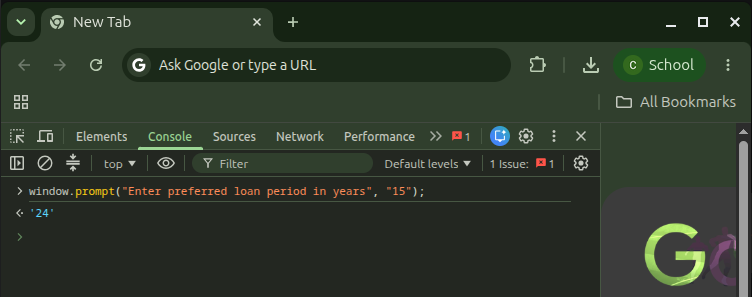 New Tab
Ask Google or type a URL
C School
All Bookmarks
Elements Console Sources Network Performance 1
top Filter Default levels 1 Issue: 1
window.prompt("Enter preferred loan period in years", "15");
'24'
G